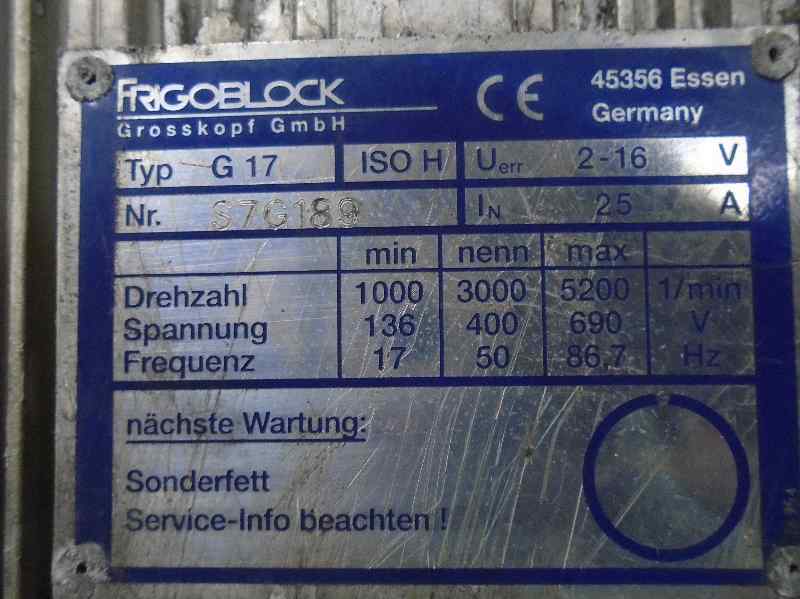 FRIGOBLOCK
Grosskopf GmbH
CE
45356 Essen
Germany
Typ G 17 ISO H Uerr 2-16 V
Nr. S7G189 IN 25 A
min nenn max
Drehzahl 1000 3000 5200 1/min
Spannung 136 400 690 V
Frequenz 17 50 86,7 Hz
nächste Wartung:
Sonderfett
Service-Info beachten !